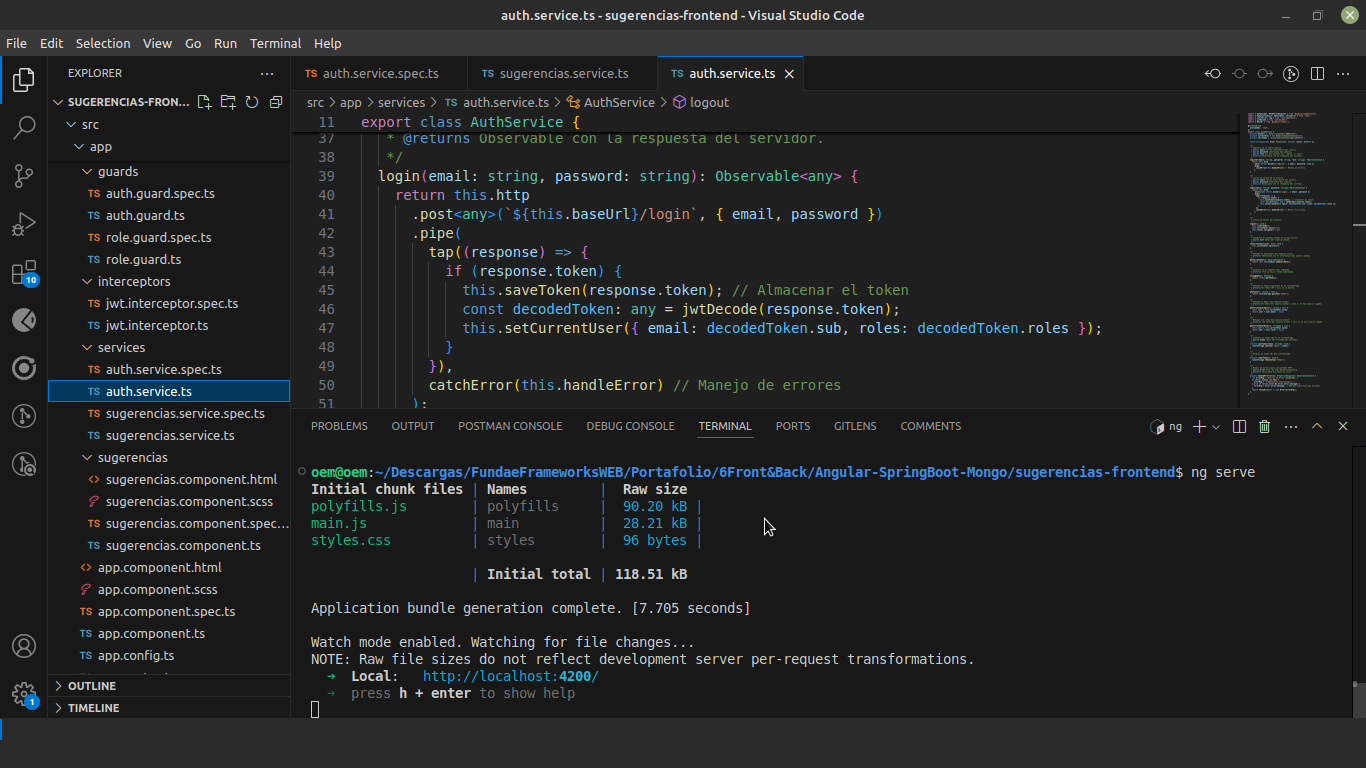 auth.service.ts - sugerencias-frontend - Visual Studio Code
File Edit Selection View Go Run Terminal Help
EXPLORER
SUGERENCIAS-FRON...
src
app
guards
TS auth.guard.spec.ts
TS auth.guard.ts
TS role.guard.spec.ts
TS role.guard.ts
interceptors
TS jwt.interceptor.spec.ts
TS jwt.interceptor.ts
services
TS auth.service.spec.ts
TS auth.service.ts
TS sugerencias.service.spec.ts
TS sugerencias.service.ts
sugerencias
<> sugerencias.component.html
sugerencias.component.scss
TS sugerencias.component.spec...
TS sugerencias.component.ts
<> app.component.html
app.component.scss
TS app.component.spec.ts
TS app.component.ts
TS app.config.ts
OUTLINE
TIMELINE
10
1
TS auth.service.spec.ts TS sugerencias.service.ts TS auth.service.ts
src > app > services > TS auth.service.ts > AuthService > logout
11 export class AuthService {
37 * @returns Observable con la respuesta del servidor.
38 */
39 login(email: string, password: string): Observable<any> {
40 return this.http
41 .post<any>(`${this.baseUrl}/login`, { email, password })
42 .pipe(
43 tap((response) => {
44 if (response.token) {
45 this.saveToken(response.token); // Almacenar el token
46 const decodedToken: any = jwtDecode(response.token);
47 this.setCurrentUser({ email: decodedToken.sub, roles: decodedToken.roles });
48 }
49 }),
50 catchError(this.handleError) // Manejo de errores
51 );
PROBLEMS OUTPUT POSTMAN CONSOLE DEBUG CONSOLE TERMINAL PORTS GITLENS COMMENTS
ng
oem@oem:~/Descargas/FundaeFrameworksWEB/Portafolio/6Front&Back/Angular-SpringBoot-Mongo/sugerencias-frontend$ ng serve
Initial chunk files | Names | Raw size
polyfills.js | polyfills | 90.20 kB |
main.js | main | 28.21 kB |
styles.css | styles | 96 bytes |
| Initial total | 118.51 kB
Application bundle generation complete. [7.705 seconds]
Watch mode enabled. Watching for file changes...
NOTE: Raw file sizes do not reflect development server per-request transformations.
➜ Local: http://localhost:4200/
➜ press h + enter to show help